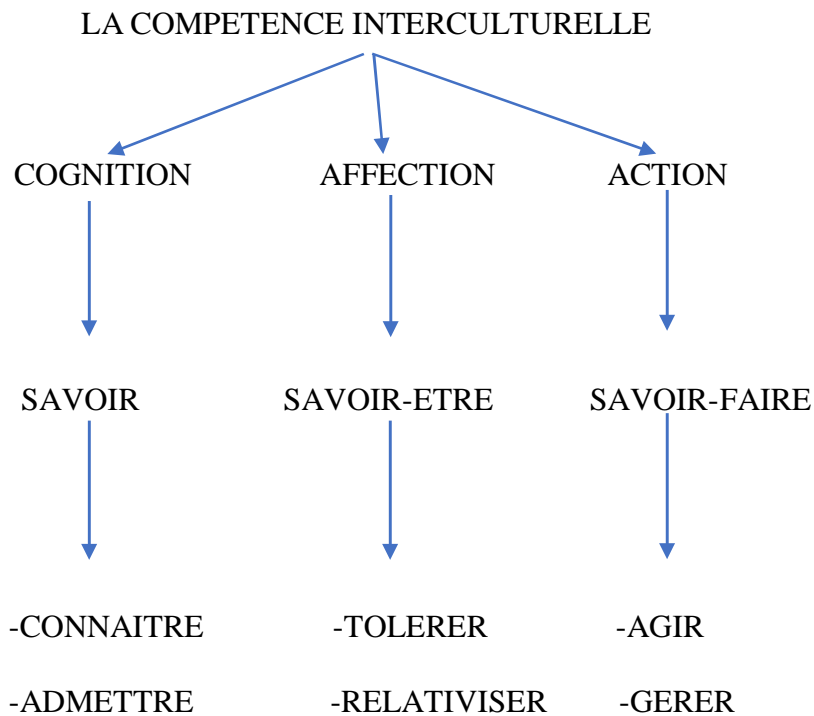 LA COMPETENCE INTERCULTURELLE
COGNITION AFFECTION ACTION
SAVOIR SAVOIR-ETRE SAVOIR-FAIRE
-CONNAITRE -TOLERER -AGIR
-ADMETTRE -RELATIVISER -GERER